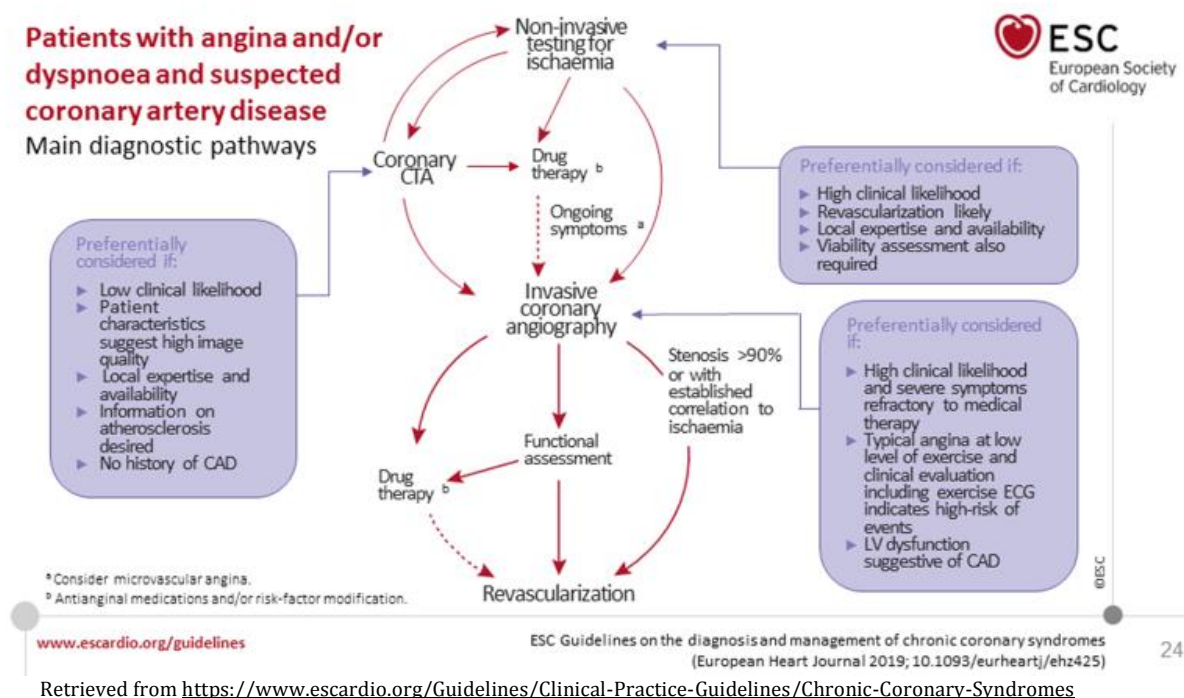 Patients with angina and/or
dyspnoea and suspected
coronary artery disease
Main diagnostic pathways
ESC
European Society
of Cardiology
Non-invasive
testing for
ischaemia
Coronary
CTA
Drug
therapy b
Ongoing
symptoms a
Preferentially considered if:
► High clinical likelihood
► Revascularization likely
► Local expertise and availability
► Viability assessment also
required
Preferentially
considered if:
► Low clinical likelihood
► Patient
characteristics
suggest high image
quality
► Local expertise and
availability
► Information on
atherosclerosis
desired
► No history of CAD
Invasive
coronary
angiography
Stenosis >90%
or with
established
correlation to
ischaemia
Preferentially considered
if:
► High clinical likelihood
and severe symptoms
refractory to medical
therapy
► Typical angina at low
level of exercise and
clinical evaluation
including exercise ECG
indicates high-risk of
events
► LV dysfunction
suggestive of CAD
Functional
assessment
Drug
therapy b
Revascularization
a Consider microvascular angina.
b Antianginal medications and/or risk-factor modification.
©ESC
www.escardio.org/guidelines
ESC Guidelines on the diagnosis and management of chronic coronary syndromes
(European Heart Journal 2019; 10.1093/eurheartj/ehz425)
24
Retrieved from https://www.escardio.org/Guidelines/Clinical-Practice-Guidelines/Chronic-Coronary-Syndromes